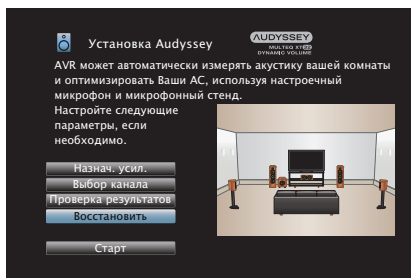 Установка Audyssey
AUDYSSEY
MULTEQ XT32
DYNAMIC VOLUME
AVR может автоматически измерять акустику вашей комнаты
и оптимизировать Ваши АС, используя настроечный
микрофон и микрофонный стенд.
Настройте следующие
параметры, если
необходимо.
Назнач. усил.
Выбор канала
Проверка результатов
Восстановить
Старт